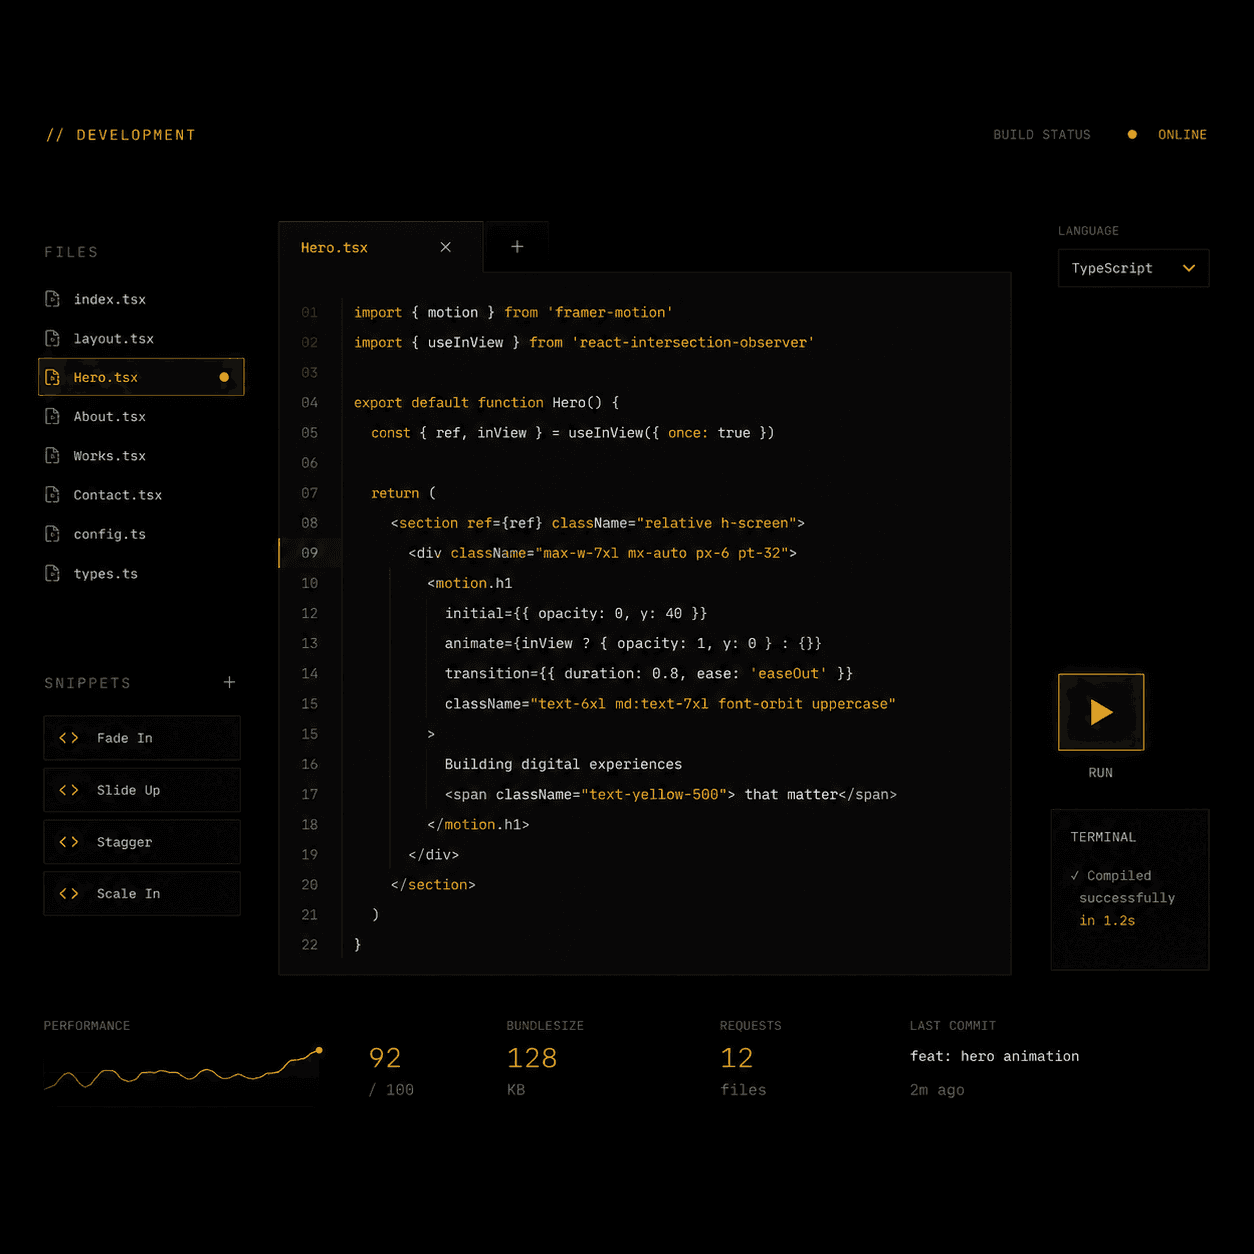 // DEVELOPMENT
BUILD STATUS
ONLINE
FILES
index.tsx
layout.tsx
Hero.tsx
About.tsx
Works.tsx
Contact.tsx
config.ts
types.ts
SNIPPETS +
<> Fade In
<> Slide Up
<> Stagger
<> Scale In
Hero.tsx × +
01 import { motion } from 'framer-motion'
02 import { useInView } from 'react-intersection-observer'
03
04 export default function Hero() {
05 const { ref, inView } = useInView({ once: true })
06
07 return (
08 <section ref={ref} className="relative h-screen">
09 <div className="max-w-7xl mx-auto px-6 pt-32">
10 <motion.h1
12 initial={{ opacity: 0, y: 40 }}
13 animate={inView ? { opacity: 1, y: 0 } : {}}
14 transition={{ duration: 0.8, ease: 'easeOut' }}
15 className="text-6xl md:text-7xl font-orbit uppercase"
15 >
16 Building digital experiences
17 <span className="text-yellow-500"> that matter</span>
18 </motion.h1>
19 </div>
20 </section>
21 )
22 }
LANGUAGE
TypeScript
RUN
TERMINAL
✓ Compiled
successfully
in 1.2s
PERFORMANCE
92
/ 100
BUNDLESIZE
128
KB
REQUESTS
12
files
LAST COMMIT
feat: hero animation
2m ago